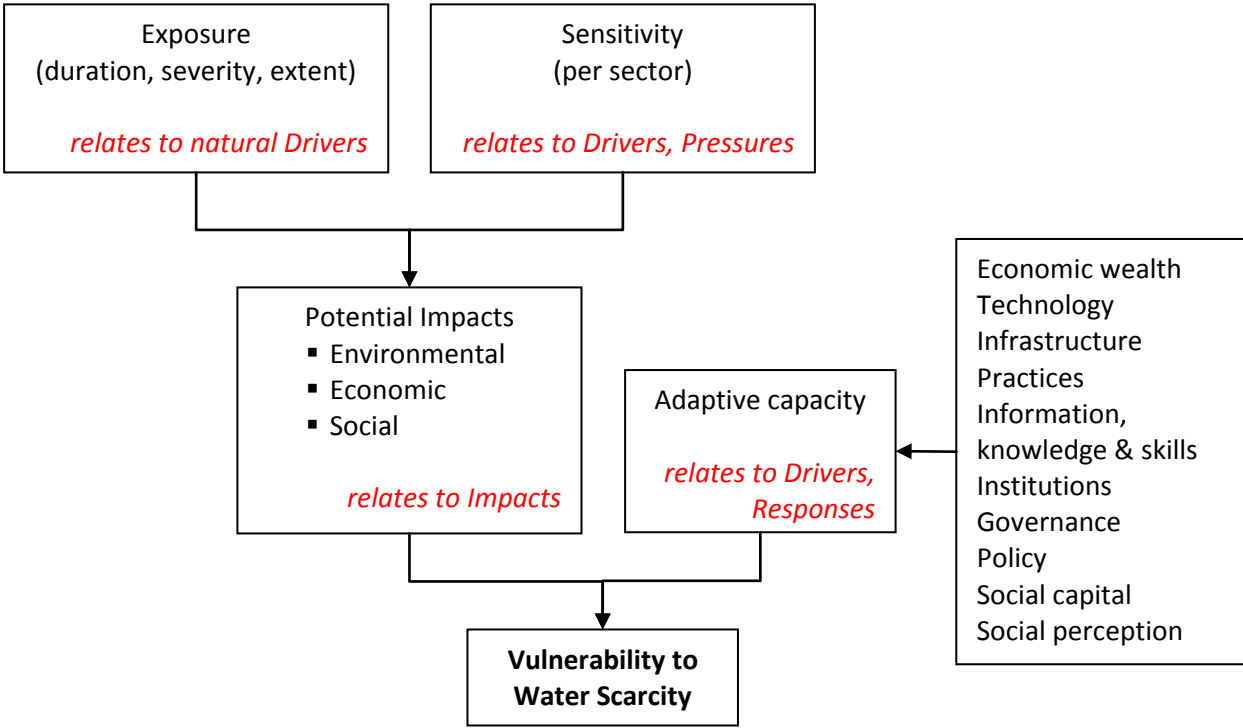 Exposure
(duration, severity, extent)
relates to natural Drivers
Sensitivity
(per sector)
relates to Drivers, Pressures
Potential Impacts
▪ Environmental
▪ Economic
▪ Social
relates to Impacts
Adaptive capacity
relates to Drivers,
Responses
Economic wealth
Technology
Infrastructure
Practices
Information,
knowledge & skills
Institutions
Governance
Policy
Social capital
Social perception
Vulnerability to
Water Scarcity